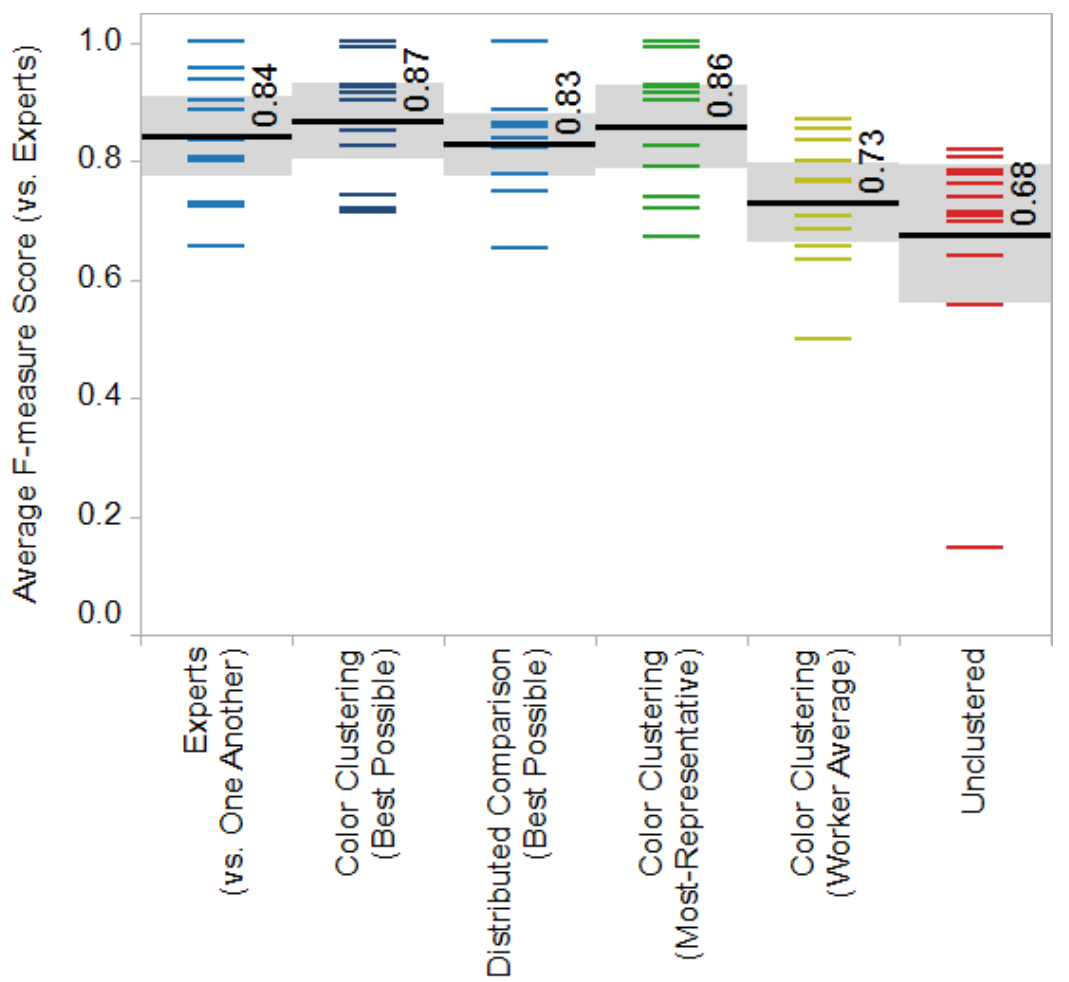 Average F-measure Score (vs. Experts)
1.0
0.8
0.6
0.4
0.2
0.0
0.84
0.87
0.83
0.86
0.73
0.68
Experts
(vs. One Another)
Color Clustering
(Best Possible)
Distributed Comparison
(Best Possible)
Color Clustering
(Most-Representative)
Color Clustering
(Worker Average)
Unclustered